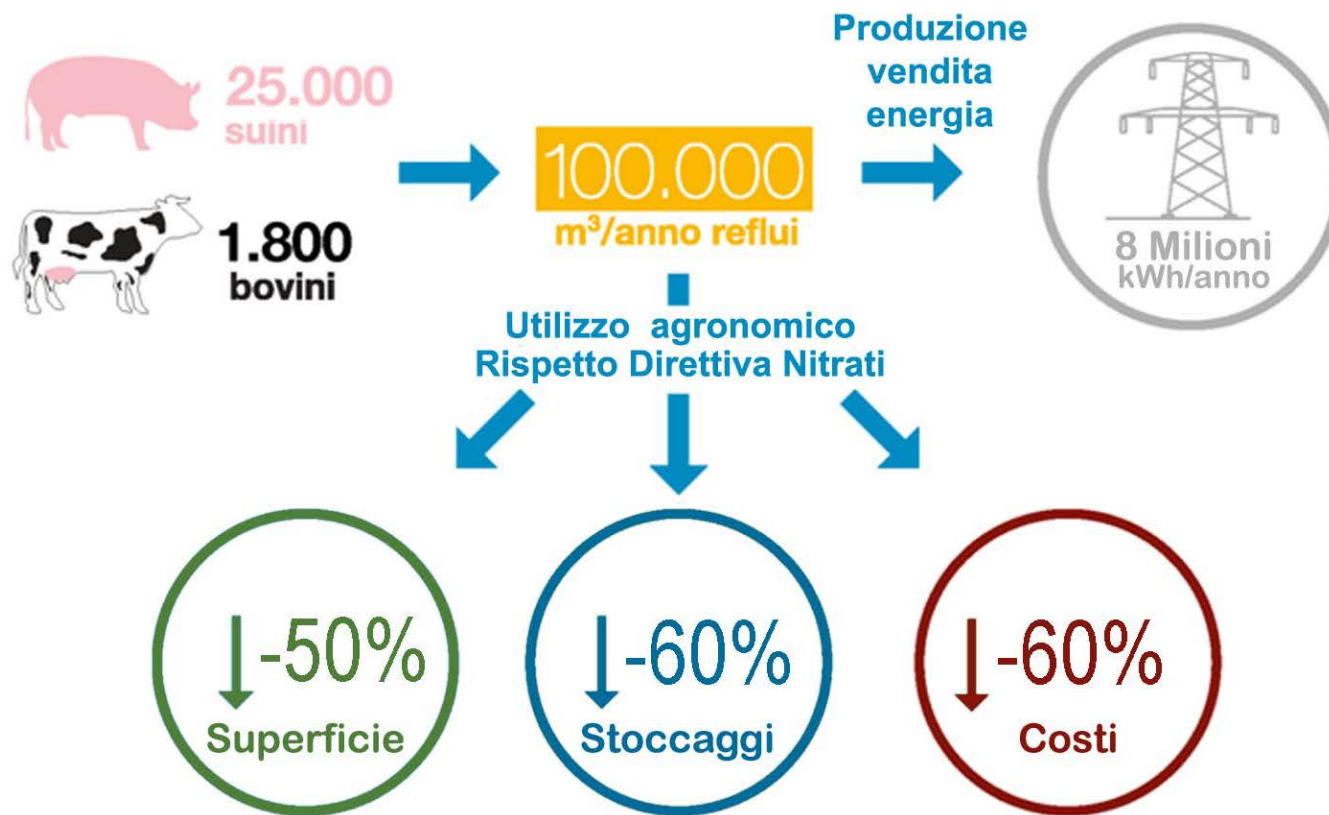 25.000
suini
1.800
bovini
100.000
m³/anno reflui
Produzione
vendita
energia
8 Milioni
kWh/anno
Utilizzo agronomico
Rispetto Direttiva Nitrati
-50%
Superficie
-60%
Stoccaggi
-60%
Costi